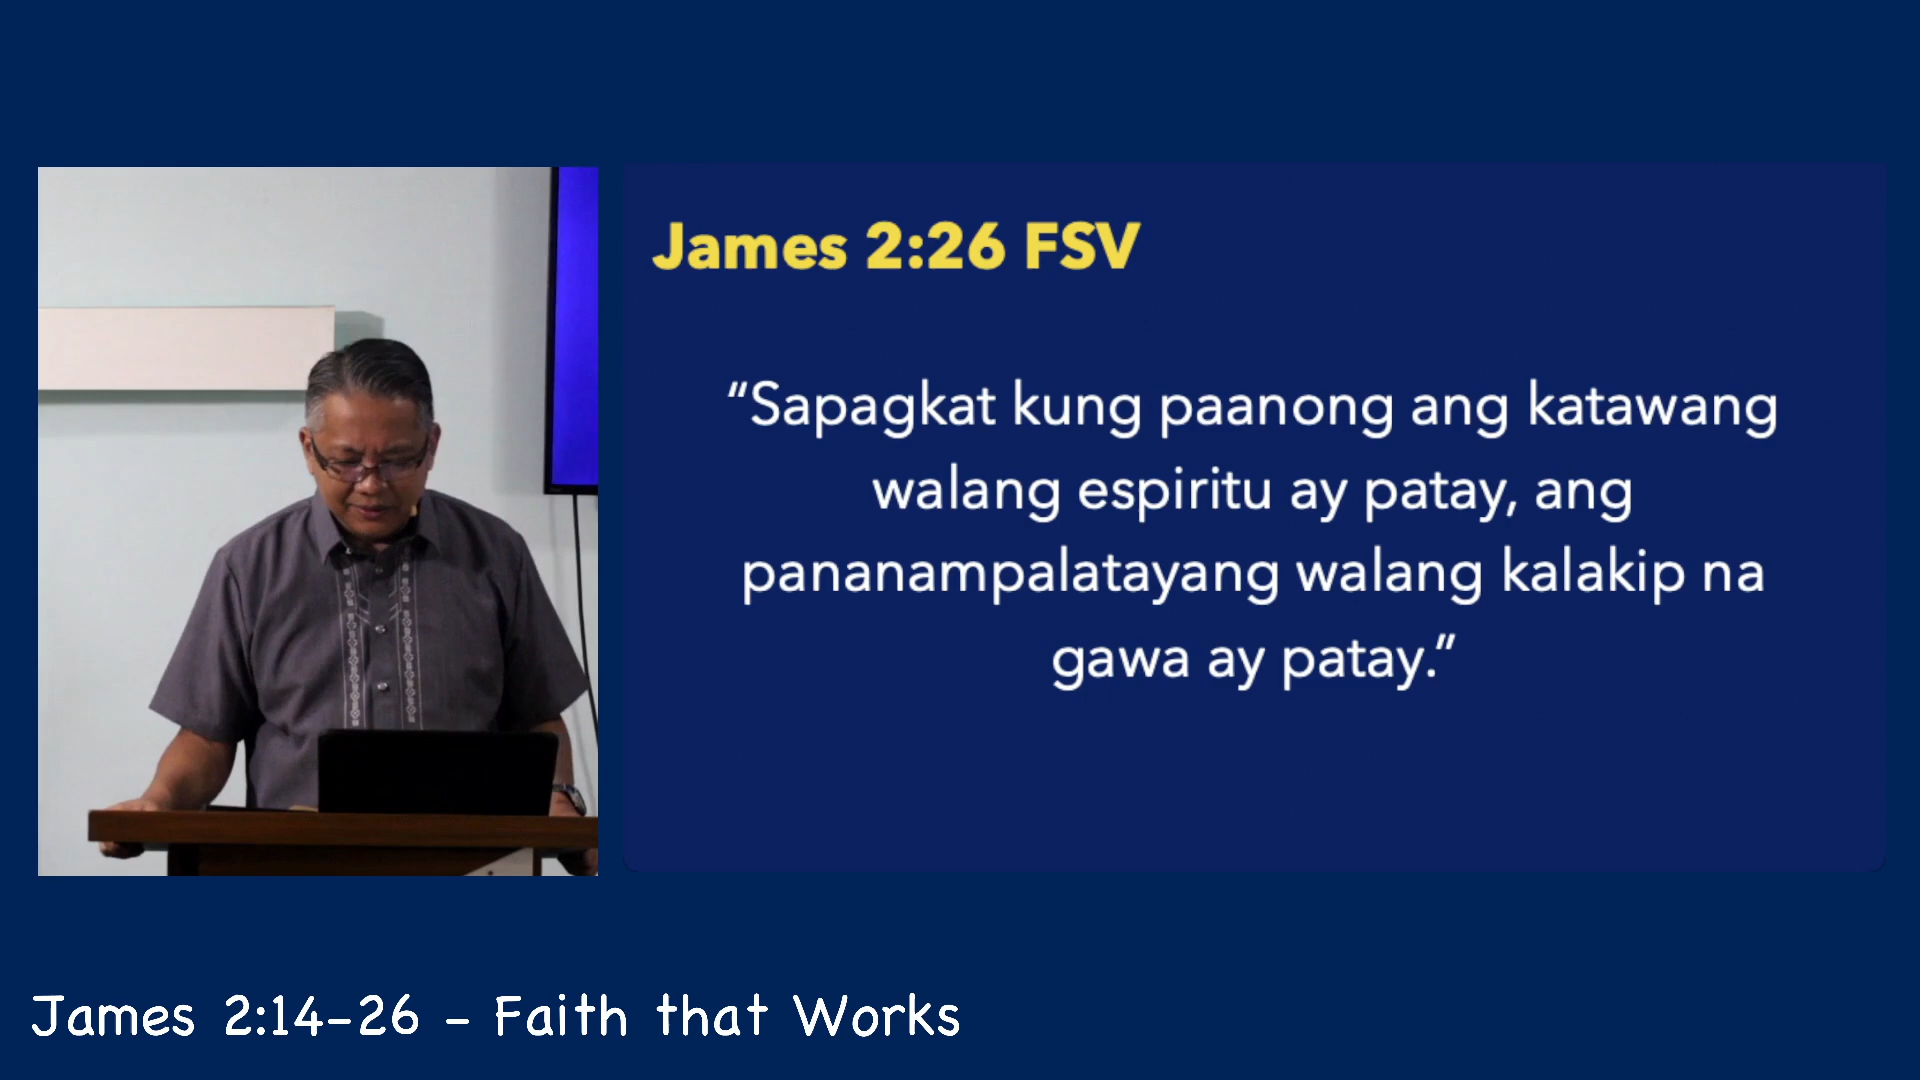 James 2:26 FSV
“Sapagkat kung paanong ang katawang
walang espiritu ay patay, ang
pananampalatayang walang kalakip na
gawa ay patay.”
James 2:14-26 - Faith that Works